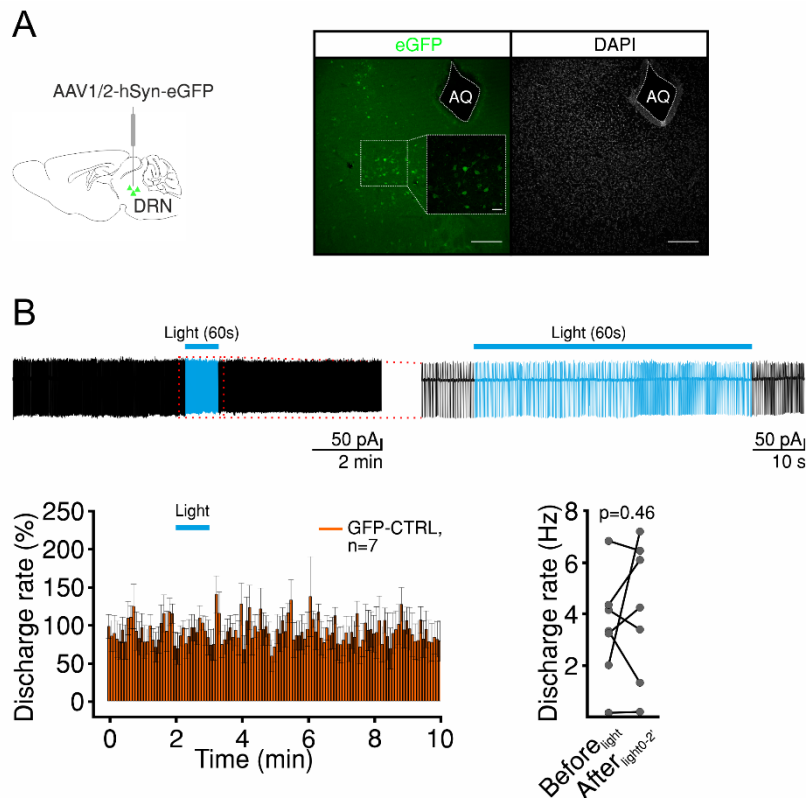 A
AAV1/2-hSyn-eGFP
DRN
eGFP
DAPI
AQ
AQ
B
Light (60s)
Light (60s)
50 pA
2 min
50 pA
10 s
Discharge rate (%)
250
200
150
100
50
0
Light
GFP-CTRL,
n=7
0 2 4 6 8 10
Time (min)
Discharge rate (Hz)
8
6
4
2
p=0.46
Before light
After light0-2'